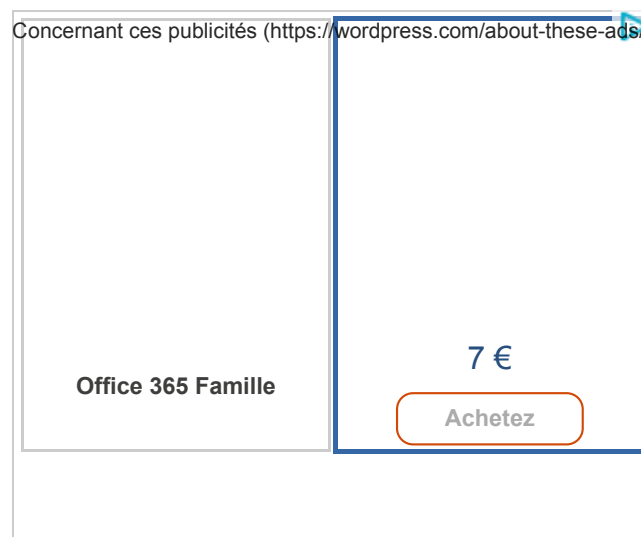 Concernant ces publicités (https://wordpress.com/about-these-ads/
Office 365 Famille
7 €
Achetez